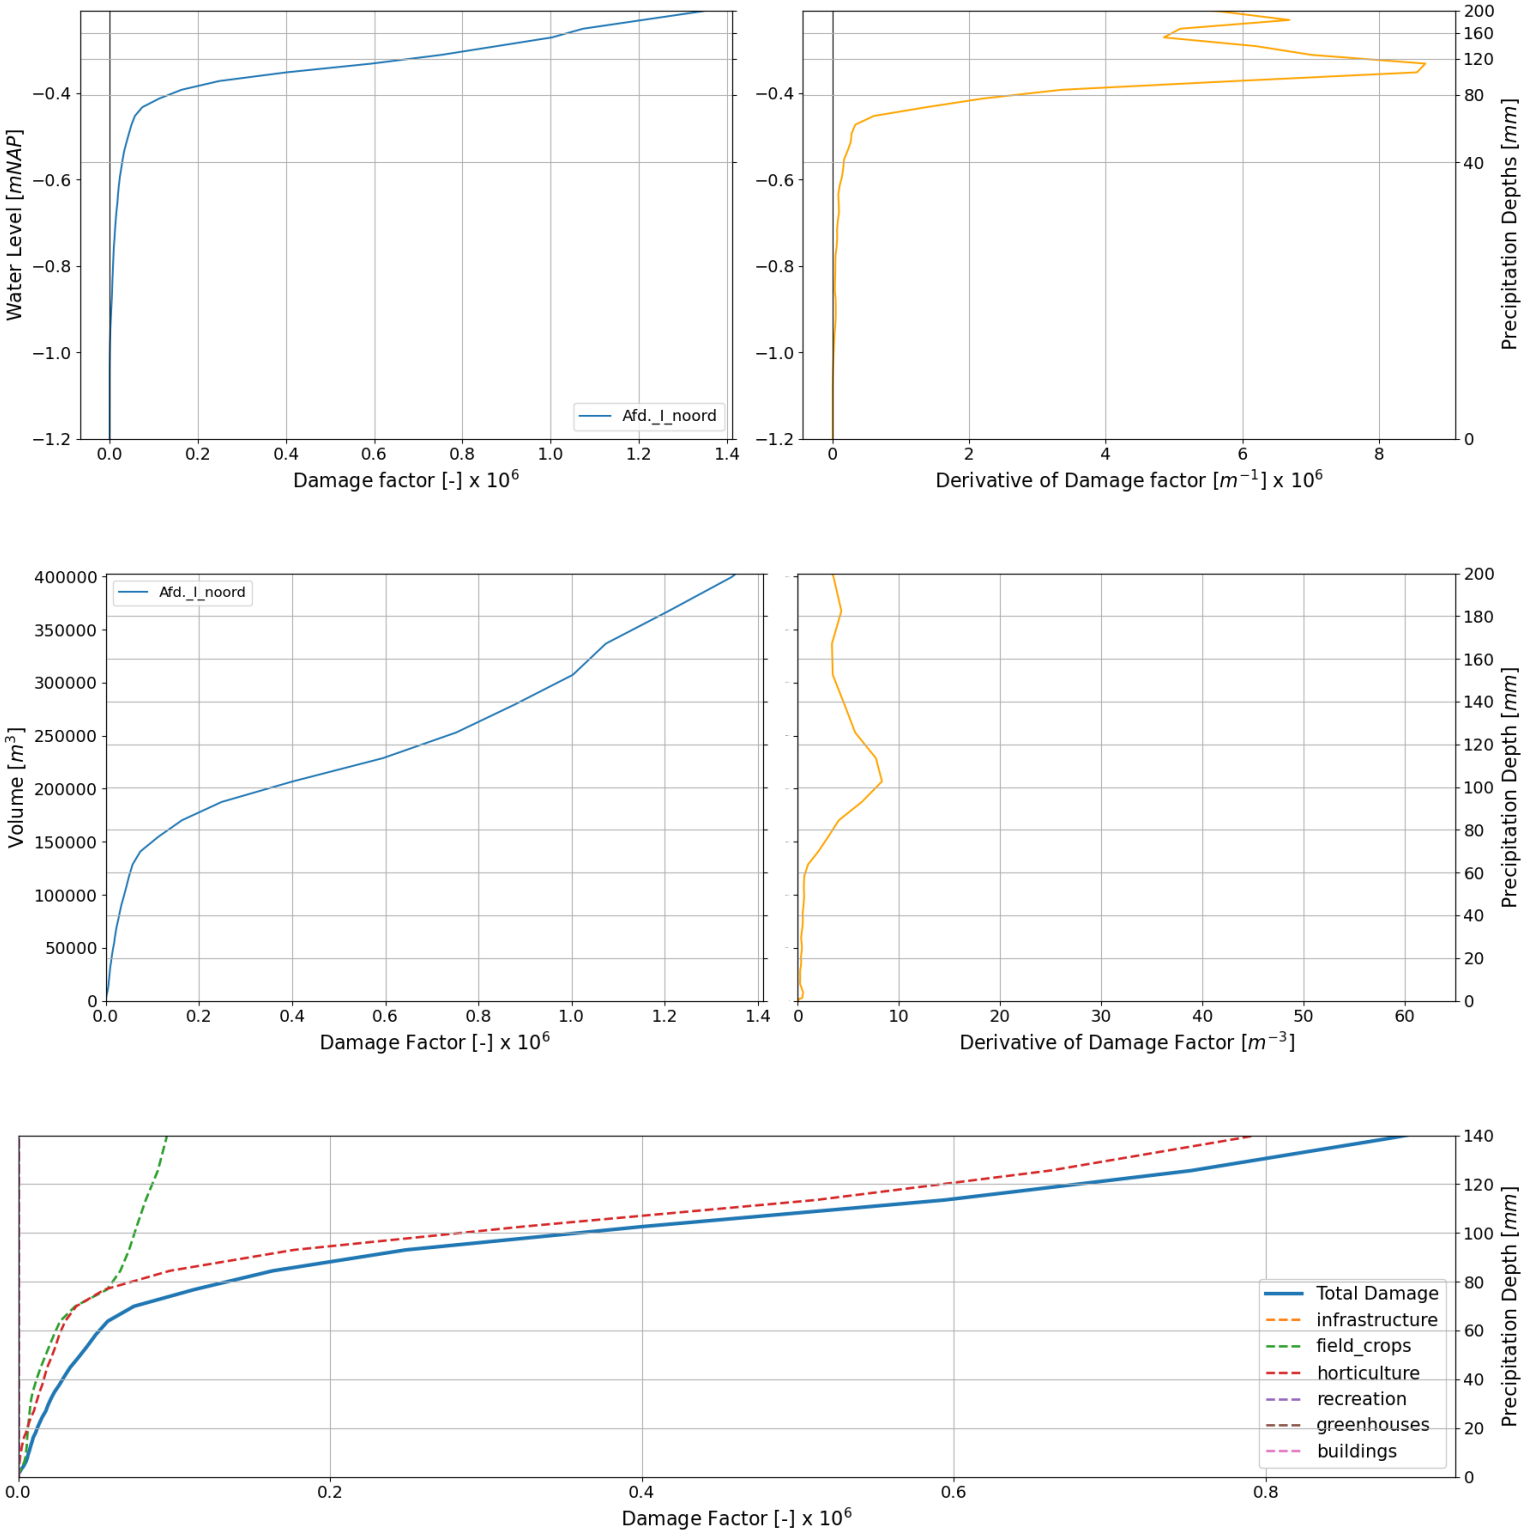 −0.4
−0.6
−0.8
−1.0
−1.2
Water Level [mNAP]
0.0 0.2 0.4 0.6 0.8 1.0 1.2 1.4
Damage factor [-] x 10^6
Afd._I_noord
−0.4
−0.6
−0.8
−1.0
−1.2
0 2 4 6 8
Derivative of Damage factor [m^−1] x 10^6
200
160
120
80
40
0
Precipitation Depths [mm]
400000
350000
300000
250000
200000
150000
100000
50000
0
Volume [m^3]
Afd._I_noord
0.0 0.2 0.4 0.6 0.8 1.0 1.2 1.4
Damage Factor [-] x 10^6
0 10 20 30 40 50 60
Derivative of Damage Factor [m^−3]
200
180
160
140
120
100
80
60
40
20
0
Precipitation Depth [mm]
0.0 0.2 0.4 0.6 0.8
Damage Factor [-] x 10^6
Total Damage
infrastructure
field_crops
horticulture
recreation
greenhouses
buildings
140
120
100
80
60
40
20
0
Precipitation Depth [mm]